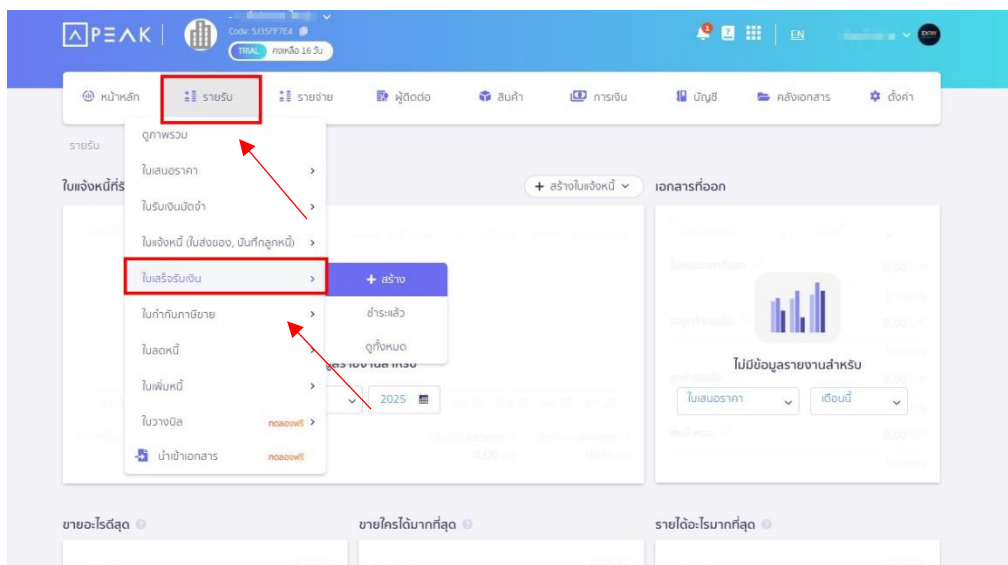 PEAK
Code: 5J35FF7E4
TRIAL ทดเหลือ 16 วัน
EN
หน้าหลัก
รายรับ
รายจ่าย
ผู้ติดต่อ
สินค้า
การเงิน
บัญชี
คลังเอกสาร
ตั้งค่า
รายรับ
ดูภาพรวม
ใบเสนอราคา
ใบรับเงินมัดจำ
ใบแจ้งหนี้ (ใบส่งของ, บันทึกลูกหนี้)
ใบเสร็จรับเงิน
ใบกำกับภาษีขาย
ใบลดหนี้
ใบเพิ่มหนี้
ใบวางบิล ทดลองฟรี
นำเข้าเอกสาร ทดลองฟรี
+ สร้าง
ชำระแล้ว
ดูทั้งหมด
ใบแจ้งหนี้ที่รั
+ สร้างใบแจ้งหนี้
2025
เอกสารที่ออก
ไม่มีข้อมูลรายงานสำหรับ
ใบเสนอราคา
เดือนนี้
ขายอะไรดีสุด
ขายใครได้มากที่สุด
รายได้อะไรมากที่สุด